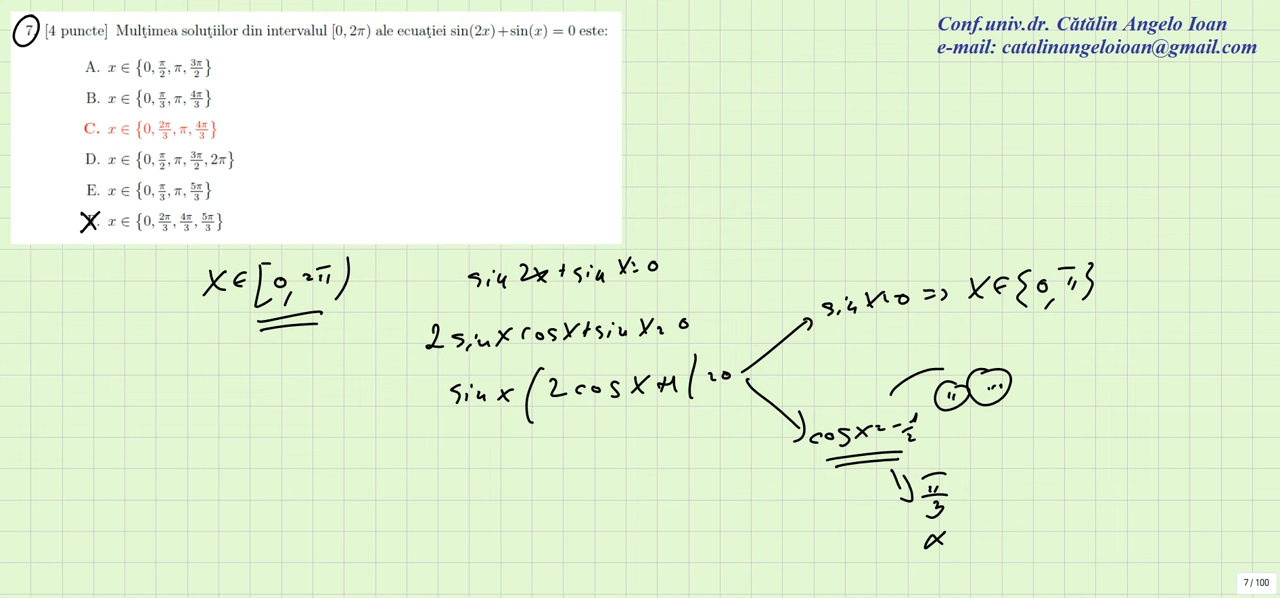 7 [4 puncte] Mulţimea soluţiilor din intervalul [0, 2π) ale ecuaţiei sin(2x)+sin(x) = 0 este:
A. x ∈ {0, π/2, π, 3π/2}
B. x ∈ {0, π/3, π, 4π/3}
C. x ∈ {0, 2π/3, π, 4π/3}
D. x ∈ {0, π/2, π, 3π/2, 2π}
E. x ∈ {0, π/3, π, 5π/3}
x ∈ {0, 2π/3, 4π/3, 5π/3}
Conf.univ.dr. Cătălin Angelo Ioan
e-mail: catalinangeloioan@gmail.com
x ∈ [0, 2π)
sin 2x + sin x = 0
2 sin x cos x + sin x = 0
sin x (2 cos x + 1) = 0
sin x = 0 => x ∈ {0, π}
cos x = -1/2
II III
π/3
α
7 / 100